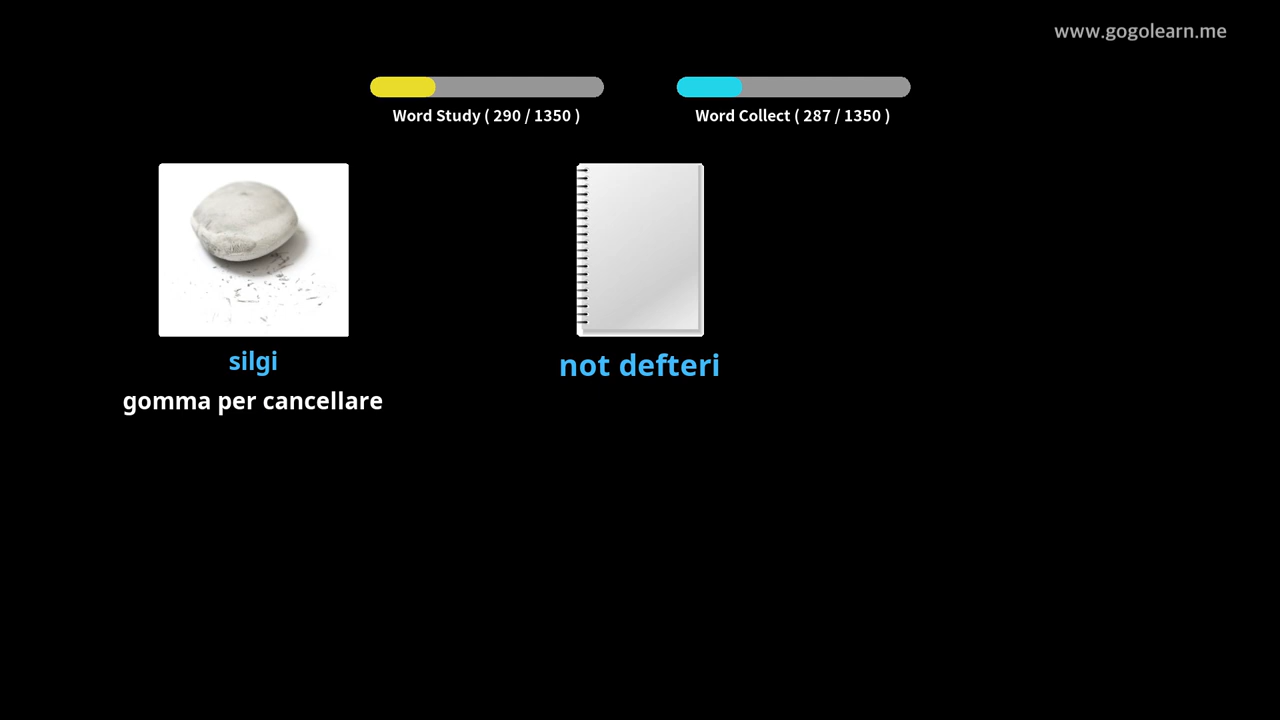 www.gogolearn.me
Word Study ( 290 / 1350 )
Word Collect ( 287 / 1350 )
silgi
gomma per cancellare
not defteri